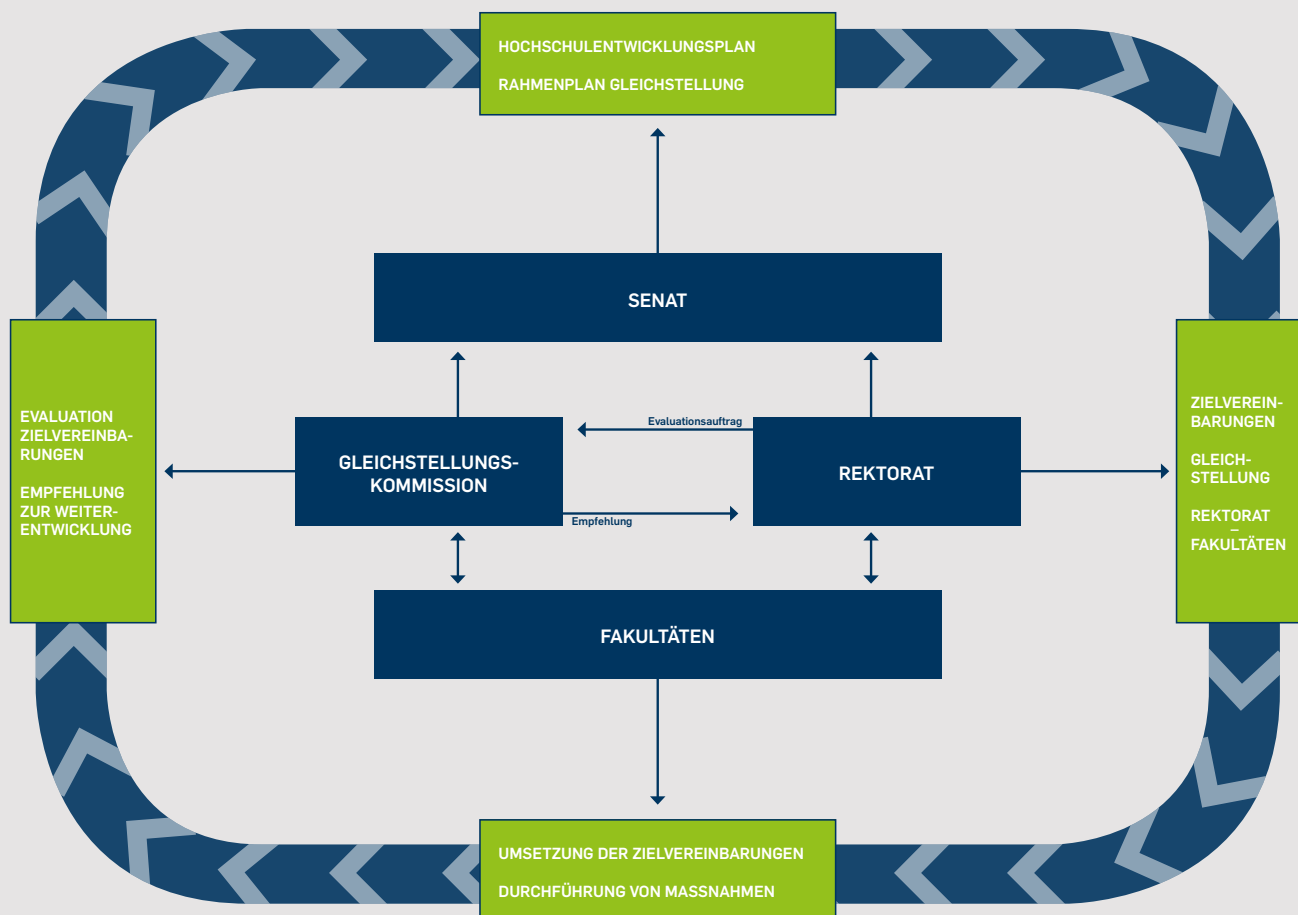 HOCHSCHULENTWICKLUNGSPLAN
RAHMENPLAN GLEICHSTELLUNG
SENAT
EVALUATION
ZIELVEREINBA-
RUNGEN
EMPFEHLUNG
ZUR WEITER-
ENTWICKLUNG
GLEICHSTELLUNGS-
KOMMISSION
Evaluationsauftrag
Empfehlung
REKTORAT
ZIELVEREIN-
BARUNGEN
GLEICH-
STELLUNG
REKTORAT
–
FAKULTÄTEN
FAKULTÄTEN
UMSETZUNG DER ZIELVEREINBARUNGEN
DURCHFÜHRUNG VON MASSNAHMEN